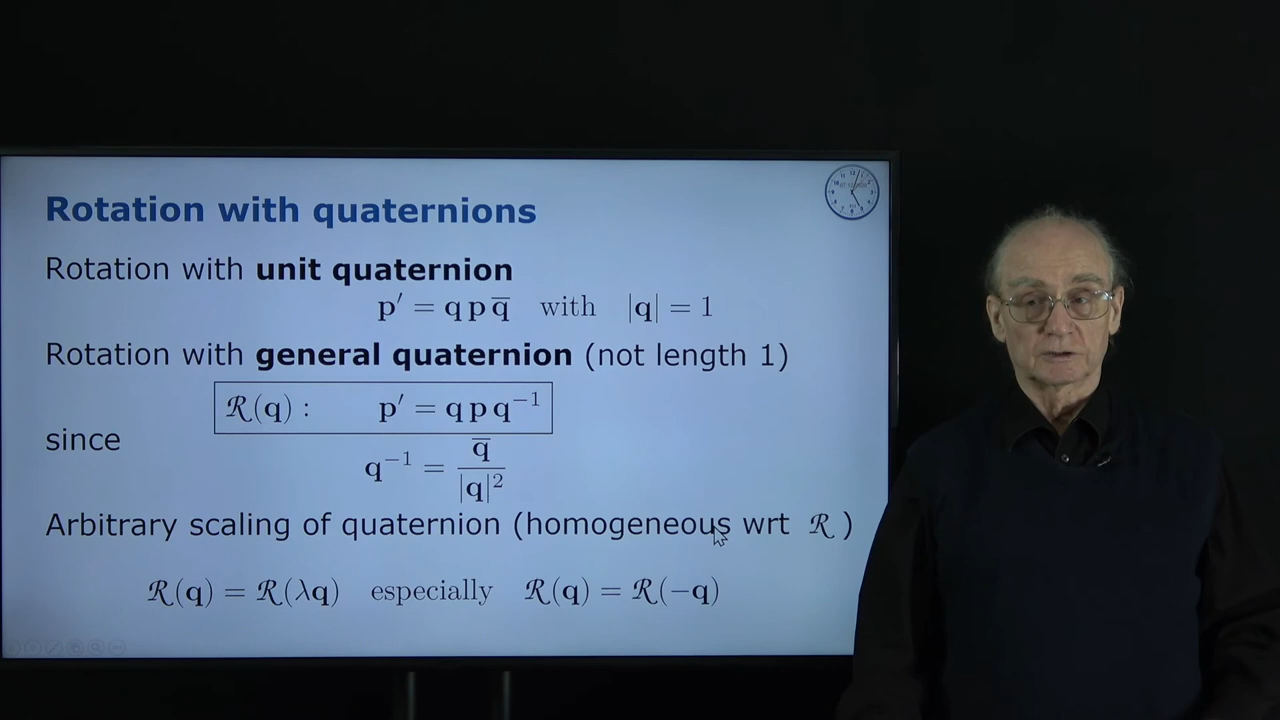 Rotation with quaternions
Rotation with unit quaternion
p′ = q p q̅ with |q| = 1
Rotation with general quaternion (not length 1)
ℛ(q) : p′ = q p q⁻¹
since
q⁻¹ = q̅ / |q|²
Arbitrary scaling of quaternion (homogeneous wrt ℛ)
ℛ(q) = ℛ(λq) especially ℛ(q) = ℛ(−q)